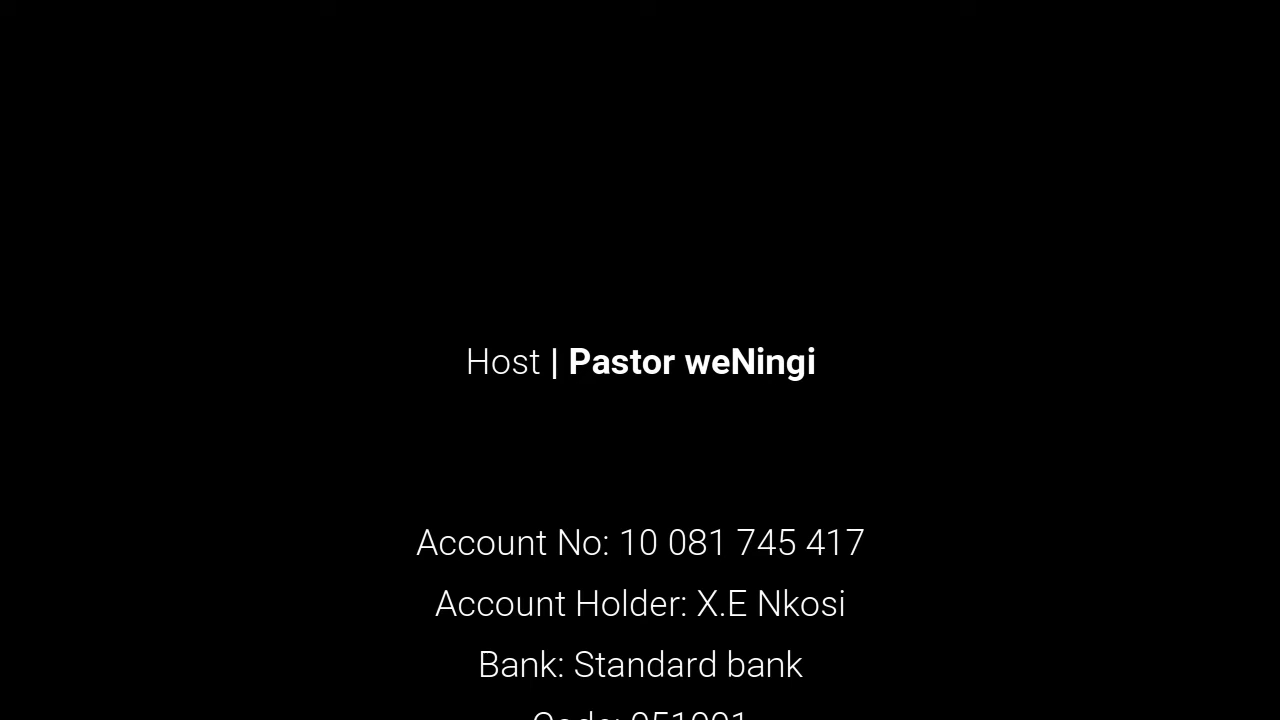 Host | Pastor weNingi
Account No: 10 081 745 417
Account Holder: X.E Nkosi
Bank: Standard bank